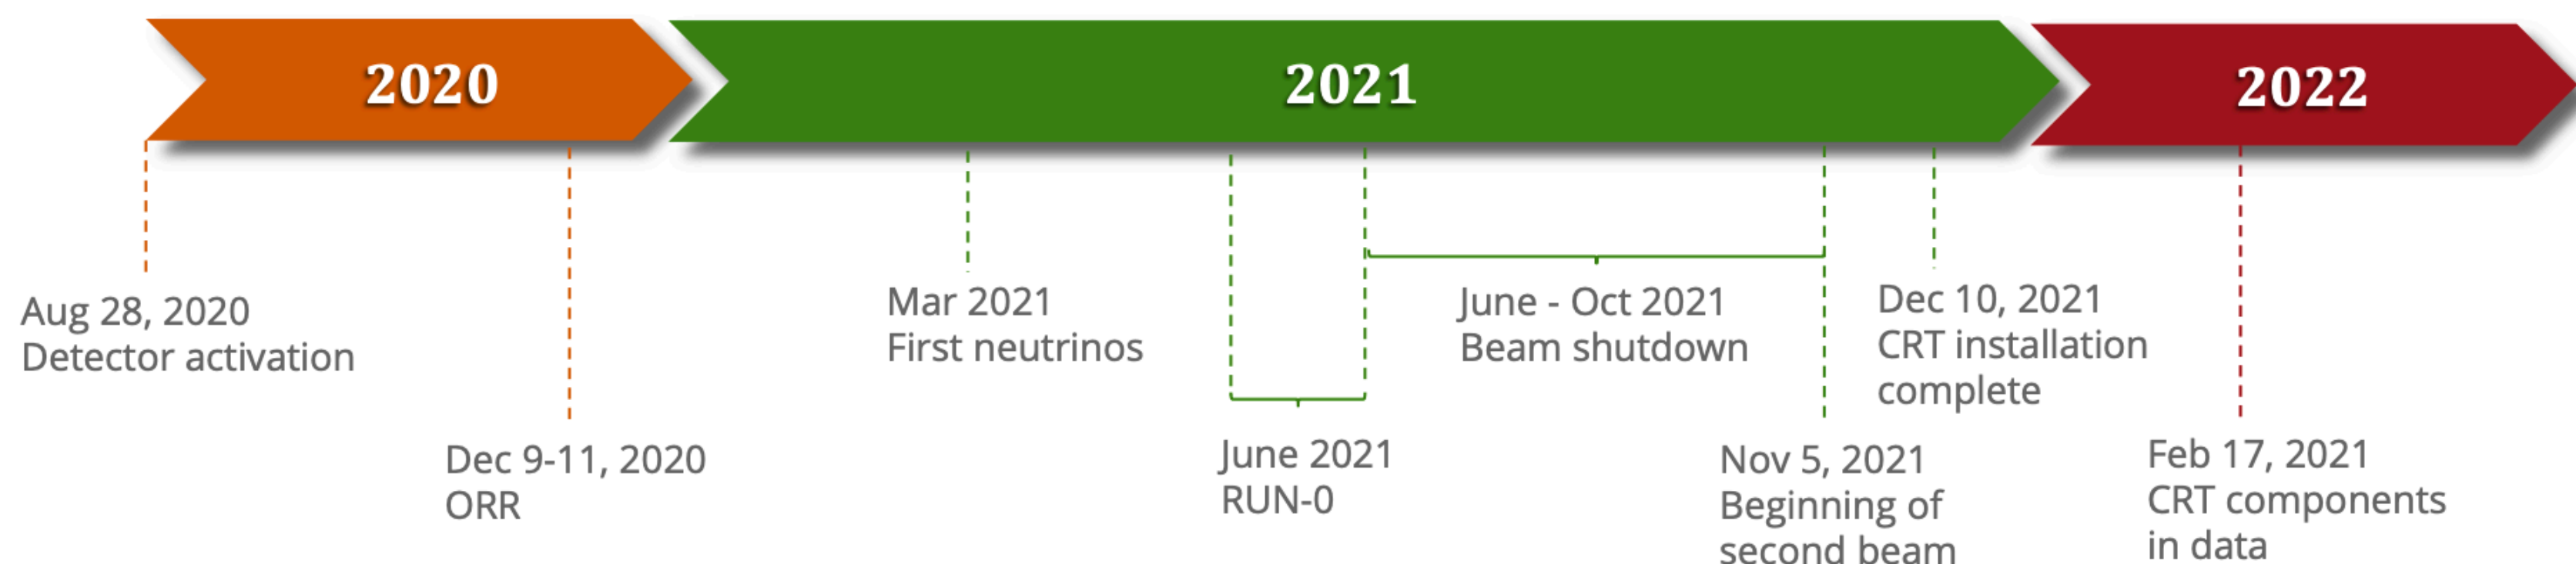 2020
2021
2022
Aug 28, 2020
Detector activation
Dec 9-11, 2020
ORR
Mar 2021
First neutrinos
June 2021
RUN-0
June - Oct 2021
Beam shutdown
Nov 5, 2021
Beginning of
second beam
Dec 10, 2021
CRT installation
complete
Feb 17, 2021
CRT components
in data